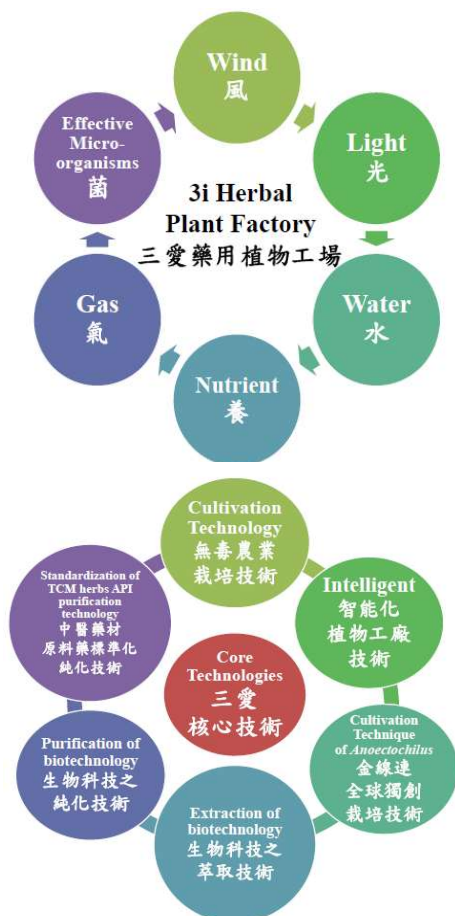 Wind
風
Light
光
Water
水
Nutrient
養
Gas
氣
Effective
Micro-
organisms
菌
3i Herbal
Plant Factory
三愛藥用植物工場
Cultivation
Technology
無毒農業
栽培技術
Intelligent
智能化
植物工廠
技術
Cultivation
Technique
of Anoectochilus
金線連
全球獨創
栽培技術
Extraction of
biotechnology
生物科技之
萃取技術
Purification of
biotechnology
生物科技之
純化技術
Standardization of
TCM herbs API
purification
technology
中醫藥材
原料藥標準化
純化技術
Core
Technologies
三愛
核心技術